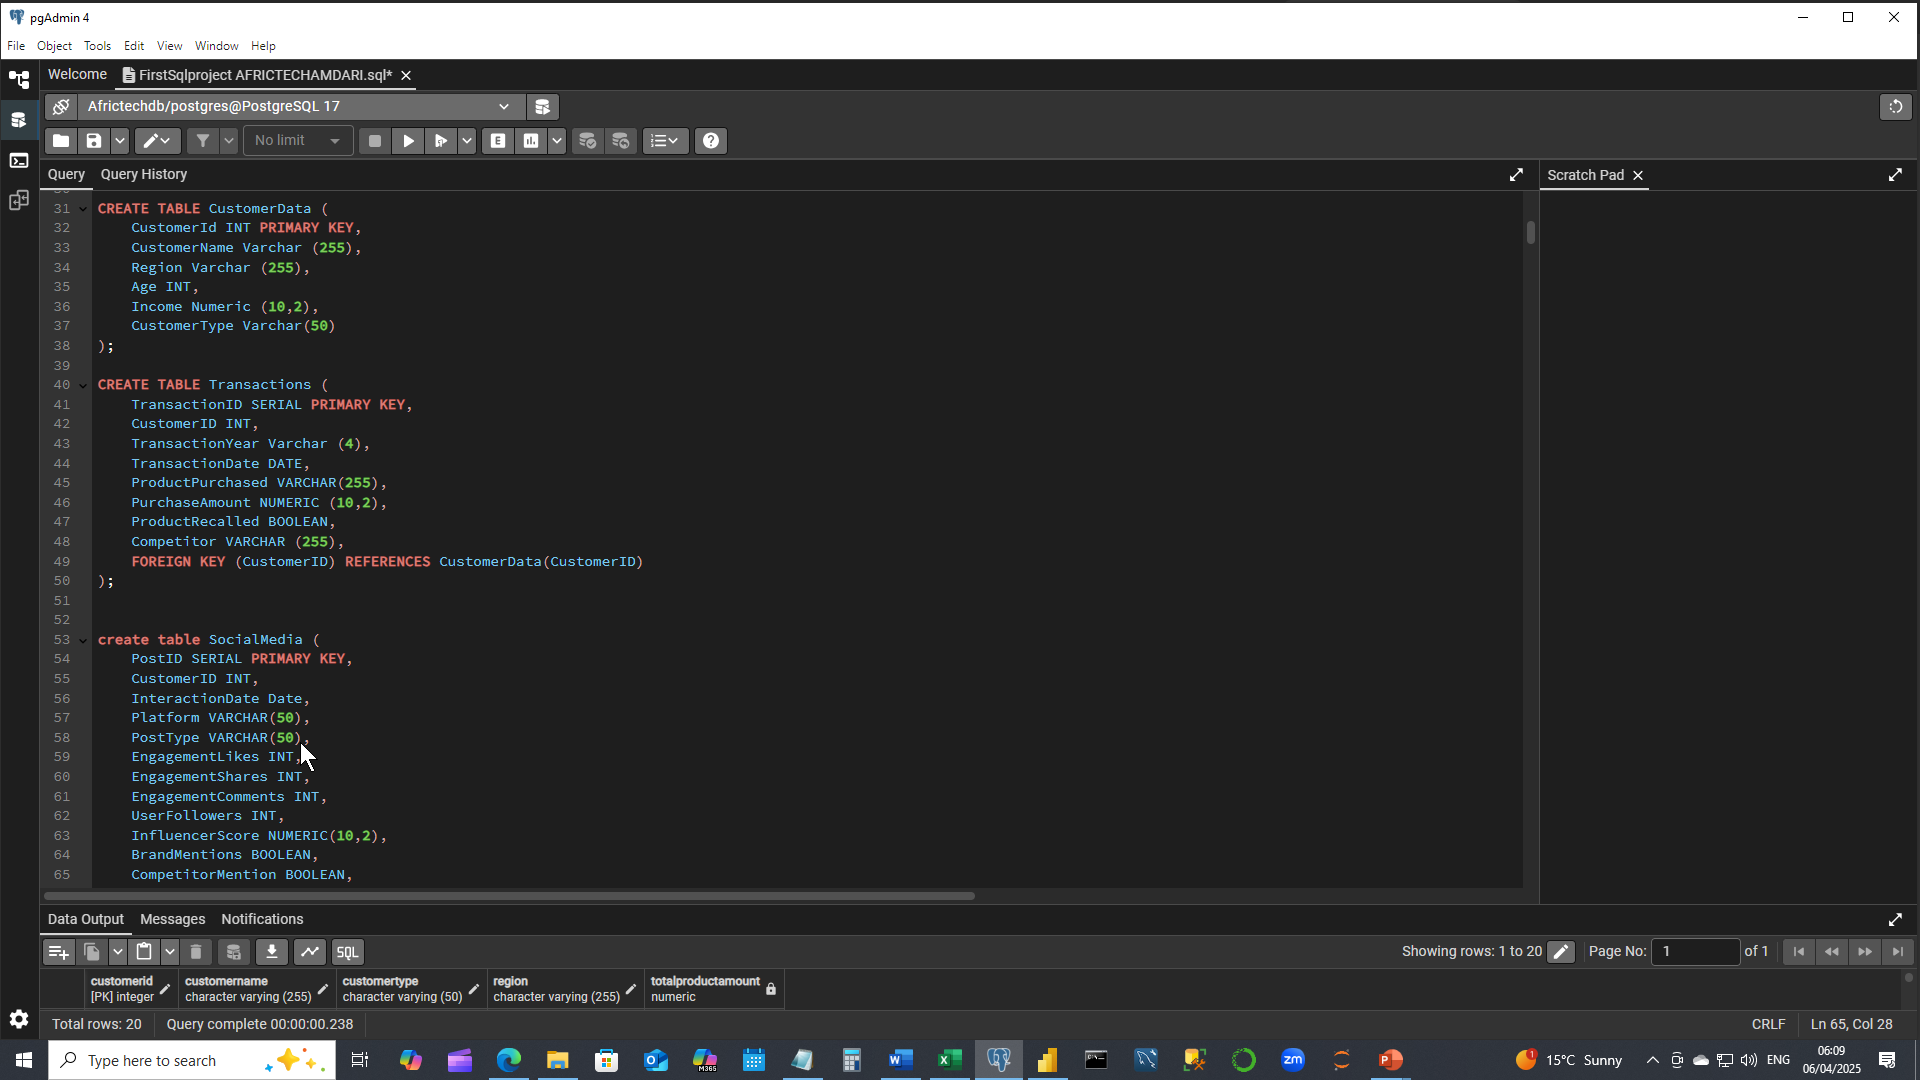 pgAdmin 4
File Object Tools Edit View Window Help
Welcome FirstSqlproject AFRICTECHAMDARI.sql*
Africtechdb/postgres@PostgreSQL 17
No limit
Query Query History
Scratch Pad
31 CREATE TABLE CustomerData (
32 CustomerId INT PRIMARY KEY,
33 CustomerName Varchar (255),
34 Region Varchar (255),
35 Age INT,
36 Income Numeric (10,2),
37 CustomerType Varchar(50)
38 );
39
40 CREATE TABLE Transactions (
41 TransactionID SERIAL PRIMARY KEY,
42 CustomerID INT,
43 TransactionYear Varchar (4),
44 TransactionDate DATE,
45 ProductPurchased VARCHAR(255),
46 PurchaseAmount NUMERIC (10,2),
47 ProductRecalled BOOLEAN,
48 Competitor VARCHAR (255),
49 FOREIGN KEY (CustomerID) REFERENCES CustomerData(CustomerID)
50 );
51
52
53 create table SocialMedia (
54 PostID SERIAL PRIMARY KEY,
55 CustomerID INT,
56 InteractionDate Date,
57 Platform VARCHAR(50),
58 PostType VARCHAR(50),
59 EngagementLikes INT,
60 EngagementShares INT,
61 EngagementComments INT,
62 UserFollowers INT,
63 InfluencerScore NUMERIC(10,2),
64 BrandMentions BOOLEAN,
65 CompetitorMention BOOLEAN,
Data Output Messages Notifications
SQL
Showing rows: 1 to 20 Page No: 1 of 1
customerid customername customertype region totalproductamount
[PK] integer character varying (255) character varying (50) character varying (255) numeric
Total rows: 20 Query complete 00:00:00.238 CRLF Ln 65, Col 28
Type here to search
15°C Sunny ENG 06:09
06/04/2025